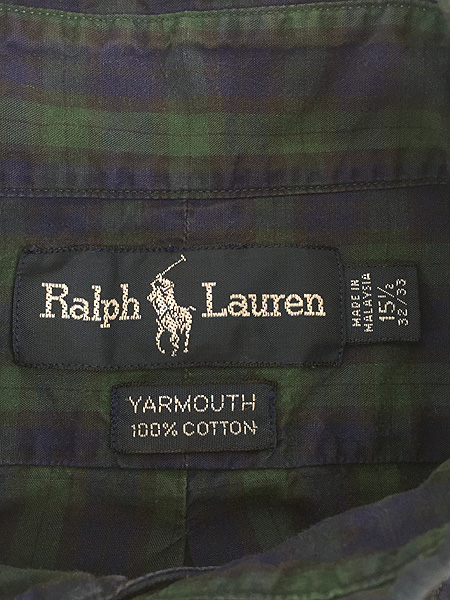 Ralph Lauren
MADE IN
MALAYSIA
15½
32/33
YARMOUTH
100% COTTON